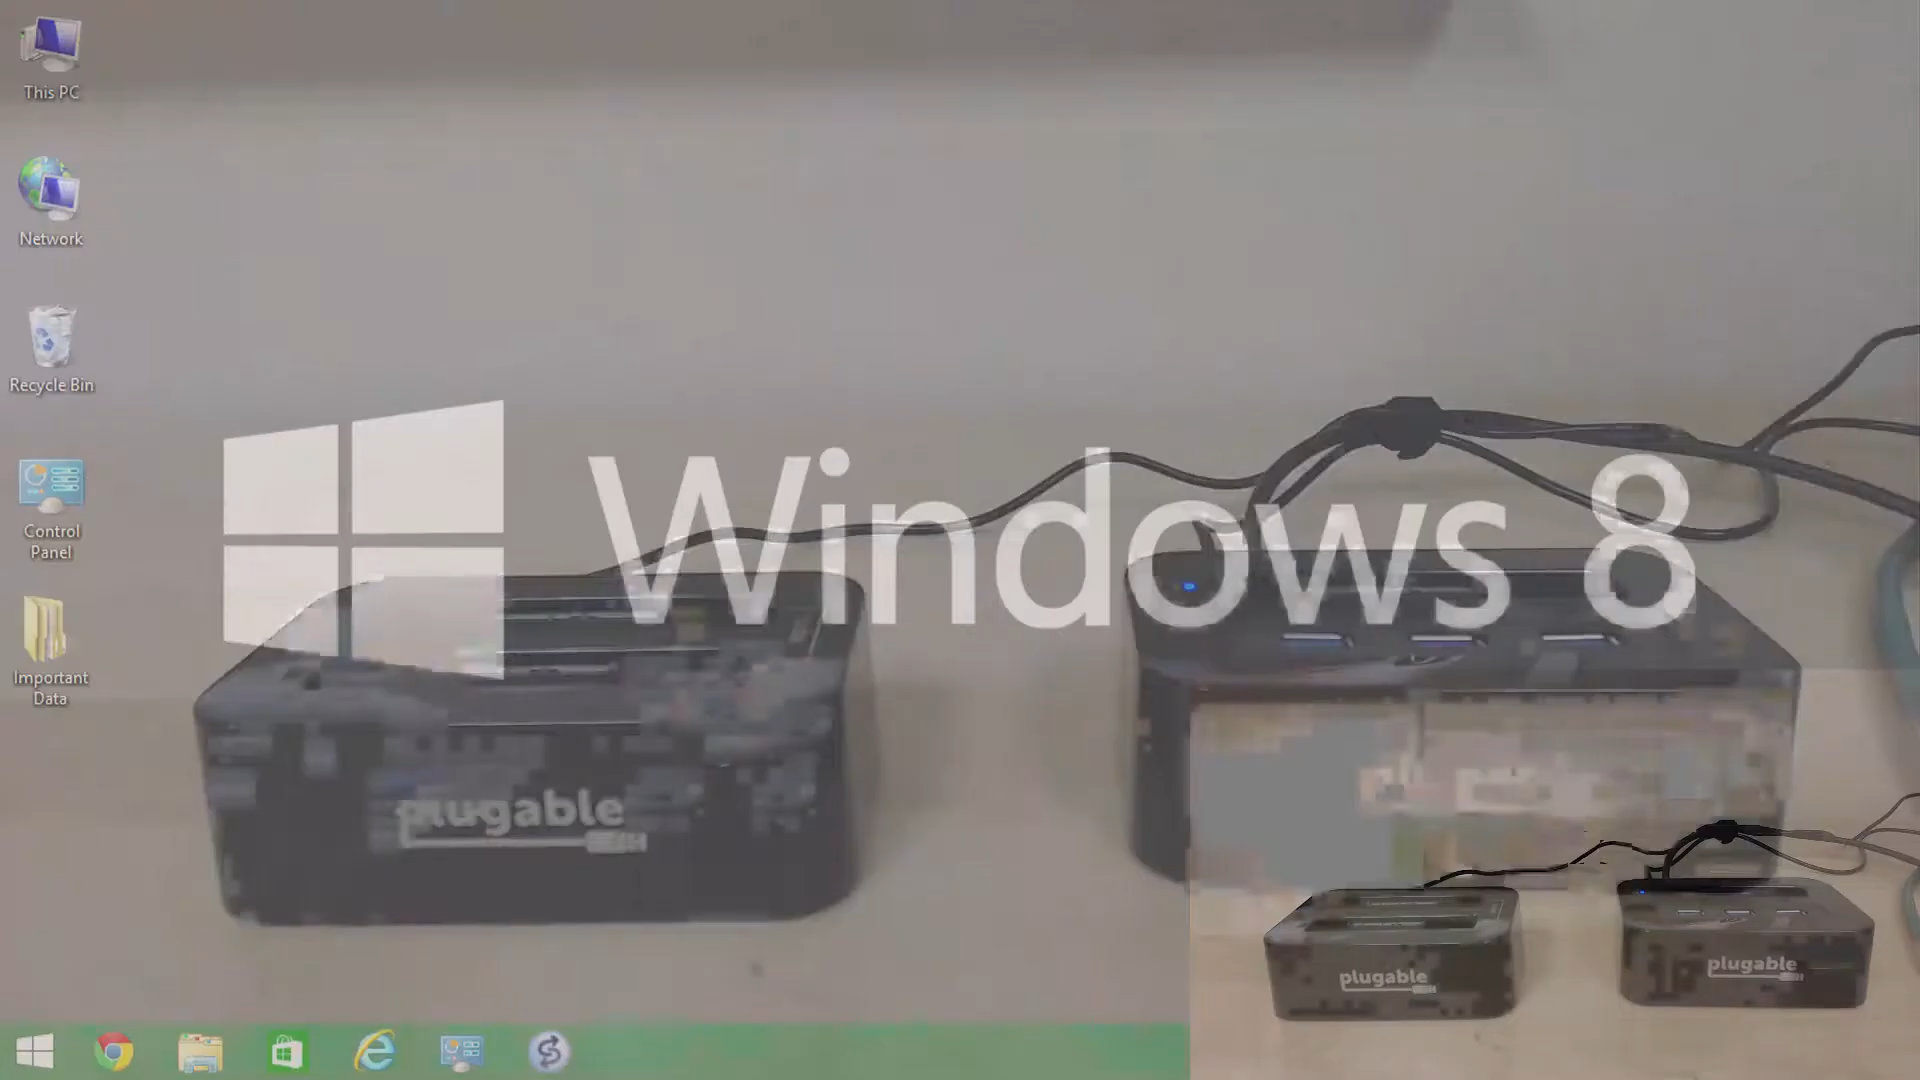 This PC
Network
Recycle Bin
Control
Panel
Important
Data
Windows 8
plugable
plugable
plugable